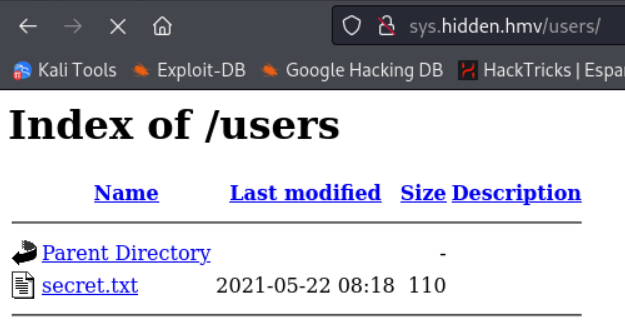 sys.hidden.hmv/users/
Kali Tools Exploit-DB Google Hacking DB HackTricks | Espa
Index of /users
Name Last modified Size Description
Parent Directory -
secret.txt 2021-05-22 08:18 110